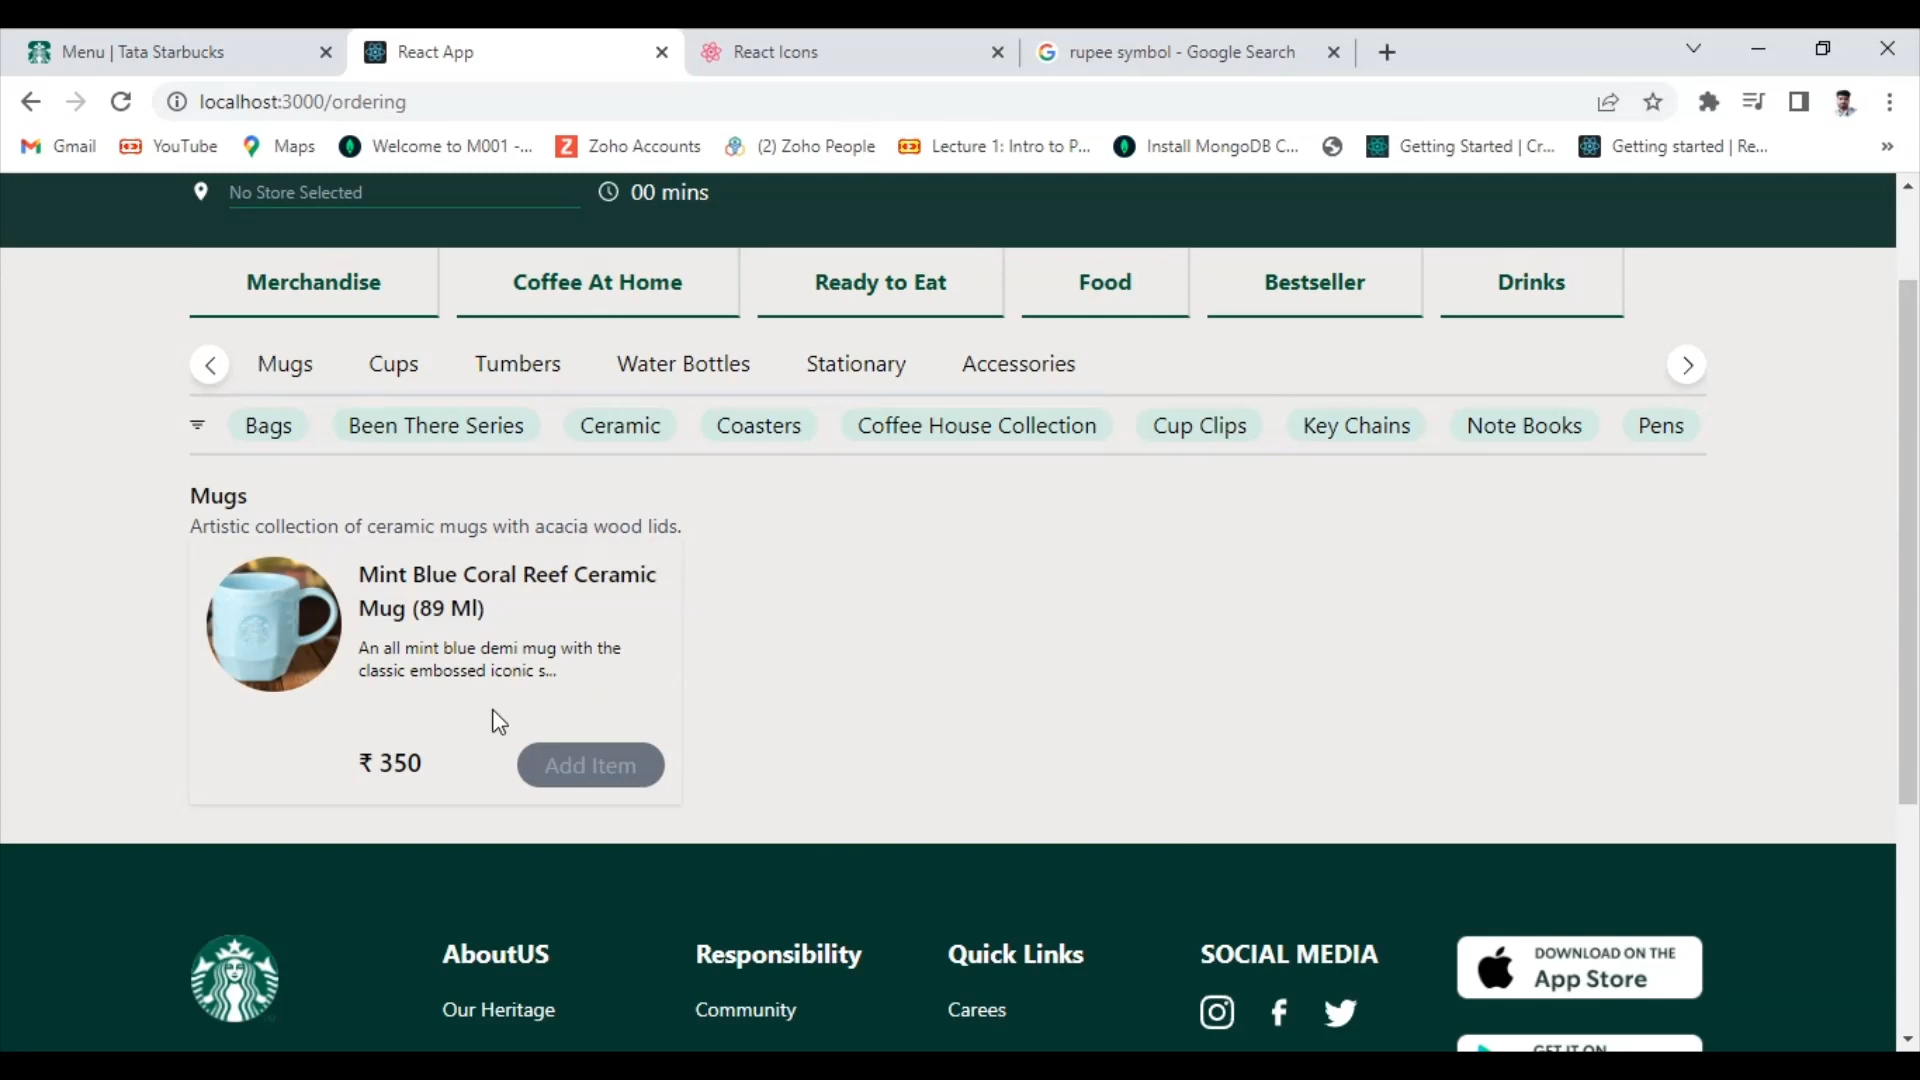 Menu | Tata Starbucks
React App
React Icons
rupee symbol - Google Search
localhost:3000/ordering
Gmail
YouTube
Maps
Welcome to M001 -...
Zoho Accounts
(2) Zoho People
Lecture 1: Intro to P...
Install MongoDB C...
Getting Started | Cr...
Getting started | Re...
No Store Selected
00 mins
Merchandise
Coffee At Home
Ready to Eat
Food
Bestseller
Drinks
Mugs
Cups
Tumbers
Water Bottles
Stationary
Accessories
Bags
Been There Series
Ceramic
Coasters
Coffee House Collection
Cup Clips
Key Chains
Note Books
Pens
Mugs
Artistic collection of ceramic mugs with acacia wood lids.
Mint Blue Coral Reef Ceramic
Mug (89 Ml)
An all mint blue demi mug with the
classic embossed iconic s...
₹ 350
Add Item
AboutUS
Responsibility
Quick Links
SOCIAL MEDIA
DOWNLOAD ON THE
App Store
Our Heritage
Community
Carees
GET IT ON